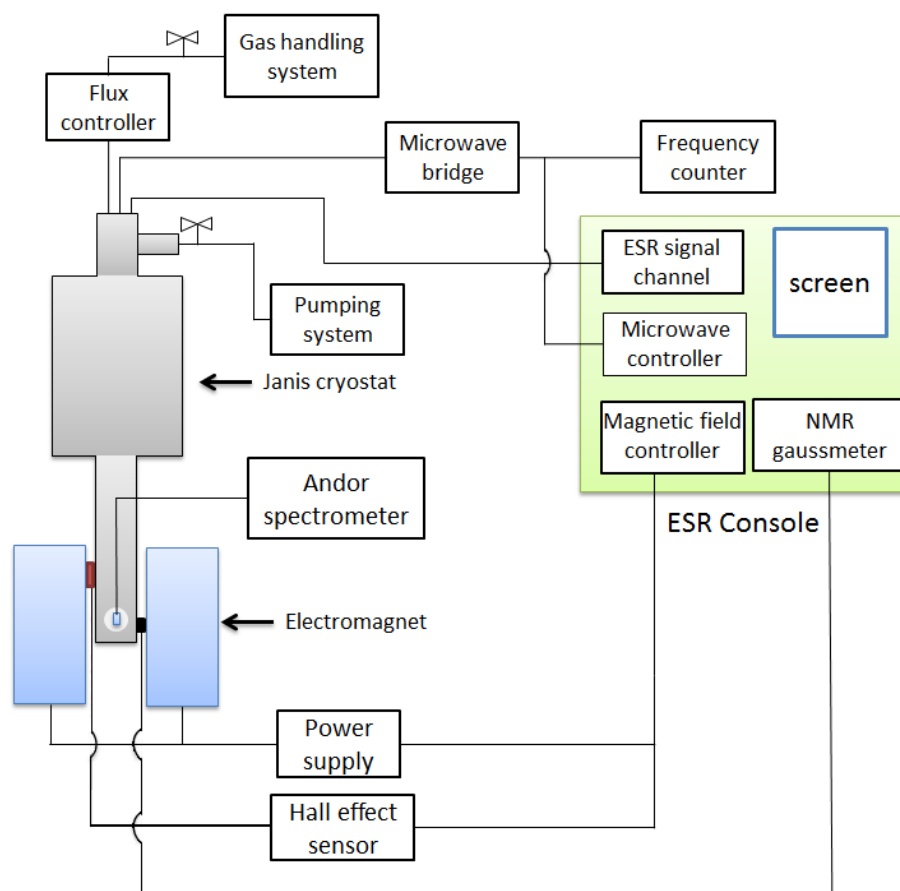 Gas handling
system
Flux
controller
Microwave
bridge
Frequency
counter
ESR signal
channel
screen
Pumping
system
Microwave
controller
Janis cryostat
Magnetic field
controller
NMR
gaussmeter
Andor
spectrometer
ESR Console
Electromagnet
Power
supply
Hall effect
sensor